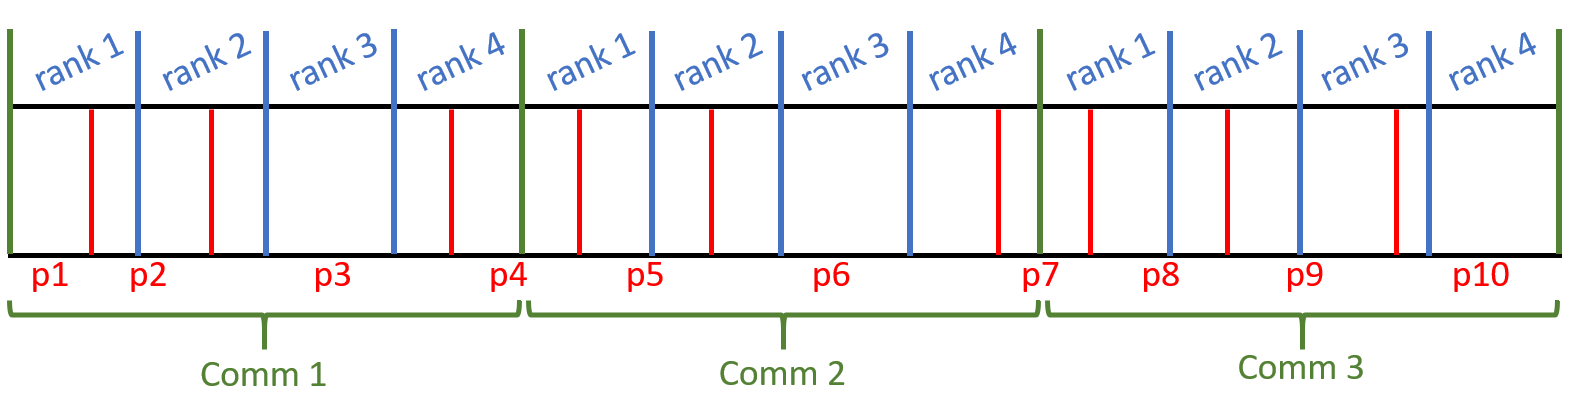 rank 1 rank 2 rank 3 rank 4 rank 1 rank 2 rank 3 rank 4 rank 1 rank 2 rank 3 rank 4
p1 p2 p3 p4 p5 p6 p7 p8 p9 p10
Comm 1 Comm 2 Comm 3